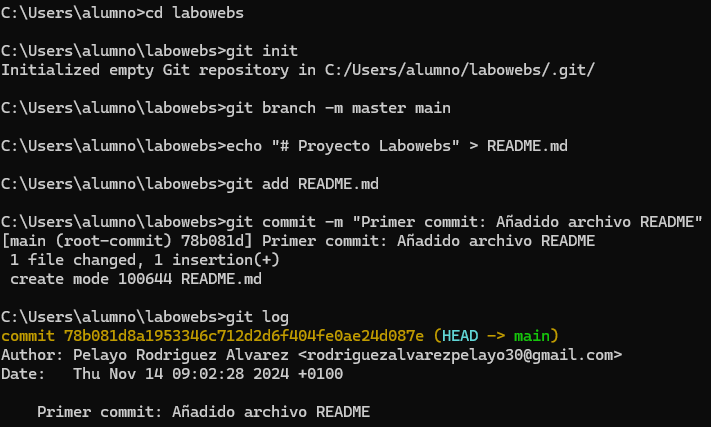 C:\Users\alumno>cd labowebs
C:\Users\alumno\labowebs>git init
Initialized empty Git repository in C:/Users/alumno/labowebs/.git/
C:\Users\alumno\labowebs>git branch -m master main
C:\Users\alumno\labowebs>echo "# Proyecto Labowebs" > README.md
C:\Users\alumno\labowebs>git add README.md
C:\Users\alumno\labowebs>git commit -m "Primer commit: Añadido archivo README"
[main (root-commit) 78b081d] Primer commit: Añadido archivo README
 1 file changed, 1 insertion(+)
 create mode 100644 README.md
C:\Users\alumno\labowebs>git log
commit 78b081d8a1953346c712d2d6f404fe0ae24d087e (HEAD -> main)
Author: Pelayo Rodriguez Alvarez <rodriguezalvarezpelayo30@gmail.com>
Date:   Thu Nov 14 09:02:28 2024 +0100
    Primer commit: Añadido archivo README